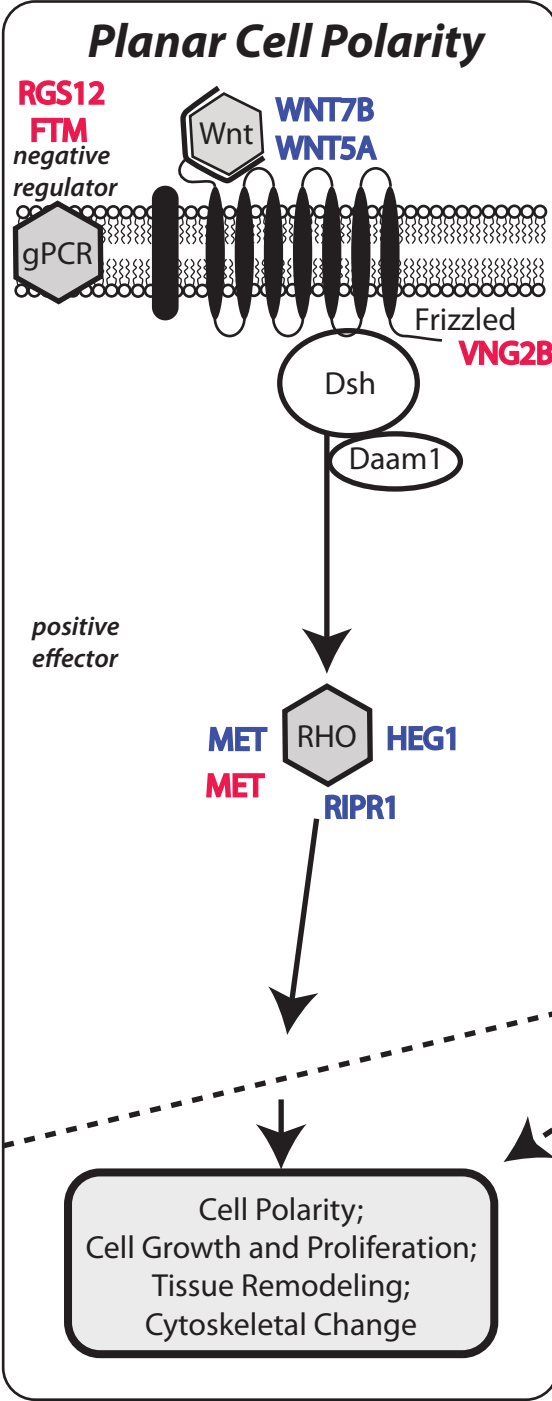 Planar Cell Polarity
RGS12
FTM
negative
regulator
gPCR
Wnt
WNT7B
WNT5A
Frizzled
VNG2B
Dsh
Daam1
positive
effector
MET
RHO
HEG1
MET
RIPR1
Cell Polarity;
Cell Growth and Proliferation;
Tissue Remodeling;
Cytoskeletal Change